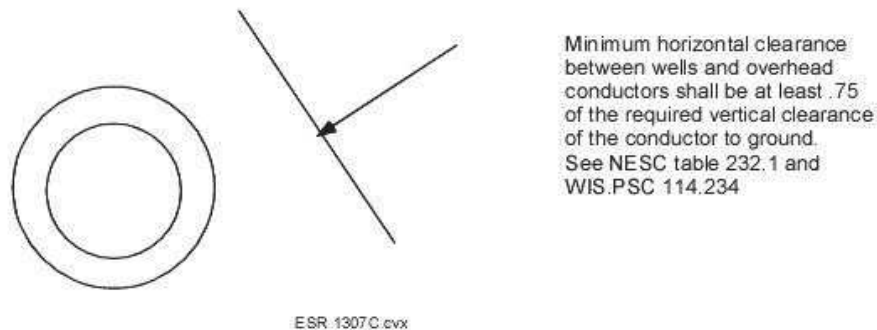 Minimum horizontal clearance
between wells and overhead
conductors shall be at least .75
of the required vertical clearance
of the conductor to ground.
See NESC table 232.1 and
WIS.PSC 114.234
ESR 1307C.cvx